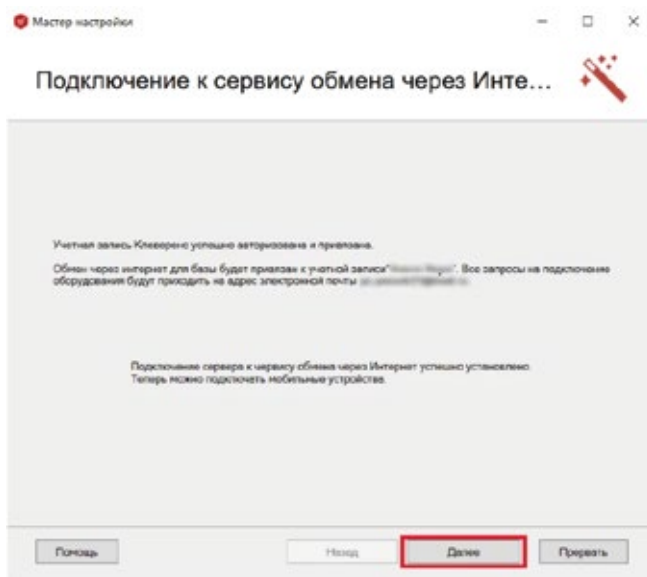 Мастер настройки
Подключение к сервису обмена через Инте...
Учетная запись Клеверенс успешно авторизована и привязана.
Обмен через интернет для базы будет привязан к учетной записи" ". Все запросы на подключение
оборудования будут приходить на адрес электронной почты
Подключение сервера к сервису обмена через Интернет успешно установлено.
Теперь можно подключать мобильные устройства.
Помощь
Назад
Далее
Прервать